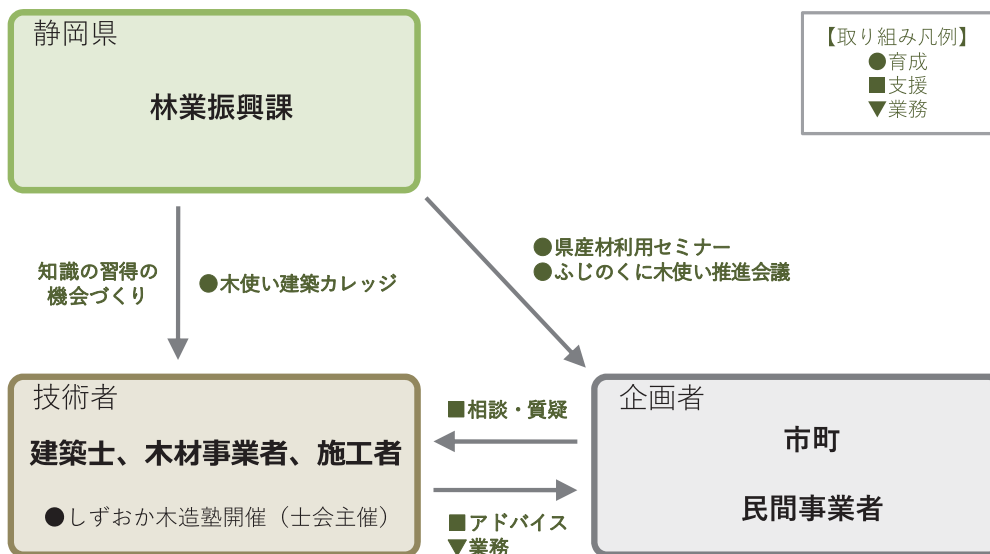 静岡県
林業振興課
【取り組み凡例】
●育成
■支援
▼業務
知識の習得の
機会づくり
●木使い建築カレッジ
●県産材利用セミナー
●ふじのくに木使い推進会議
技術者
建築士、木材事業者、施工者
●しずおか木造塾開催（士会主催）
■相談・質疑
■アドバイス
▼業務
企画者
市町
民間事業者